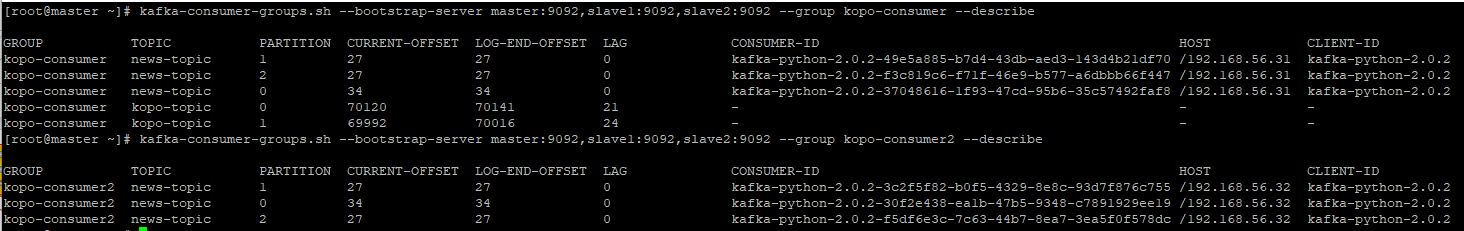 [root@master ~]# kafka-consumer-groups.sh --bootstrap-server master:9092,slave1:9092,slave2:9092 --group kopo-consumer --describe
GROUP TOPIC PARTITION CURRENT-OFFSET LOG-END-OFFSET LAG CONSUMER-ID HOST CLIENT-ID
kopo-consumer news-topic 1 27 27 0 kafka-python-2.0.2-49e5a885-b7d4-43db-aed3-143d4b21df70 /192.168.56.31 kafka-python-2.0.2
kopo-consumer news-topic 2 27 27 0 kafka-python-2.0.2-f3c819c6-f71f-46e9-b577-a6dbbb66f447 /192.168.56.31 kafka-python-2.0.2
kopo-consumer news-topic 0 34 34 0 kafka-python-2.0.2-37048616-1f93-47cd-95b6-35c57492faf8 /192.168.56.31 kafka-python-2.0.2
kopo-consumer kopo-topic 0 70120 70141 21 - - -
kopo-consumer kopo-topic 1 69992 70016 24 - - -
[root@master ~]# kafka-consumer-groups.sh --bootstrap-server master:9092,slave1:9092,slave2:9092 --group kopo-consumer2 --describe
GROUP TOPIC PARTITION CURRENT-OFFSET LOG-END-OFFSET LAG CONSUMER-ID HOST CLIENT-ID
kopo-consumer2 news-topic 1 27 27 0 kafka-python-2.0.2-3c2f5f82-b0f5-4329-8e8c-93d7f876c755 /192.168.56.32 kafka-python-2.0.2
kopo-consumer2 news-topic 0 34 34 0 kafka-python-2.0.2-30f2e438-ea1b-47b5-9348-c7891929ee19 /192.168.56.32 kafka-python-2.0.2
kopo-consumer2 news-topic 2 27 27 0 kafka-python-2.0.2-f5df6e3c-7c63-44b7-8ea7-3ea5f0f578dc /192.168.56.32 kafka-python-2.0.2
[root@master ~]#